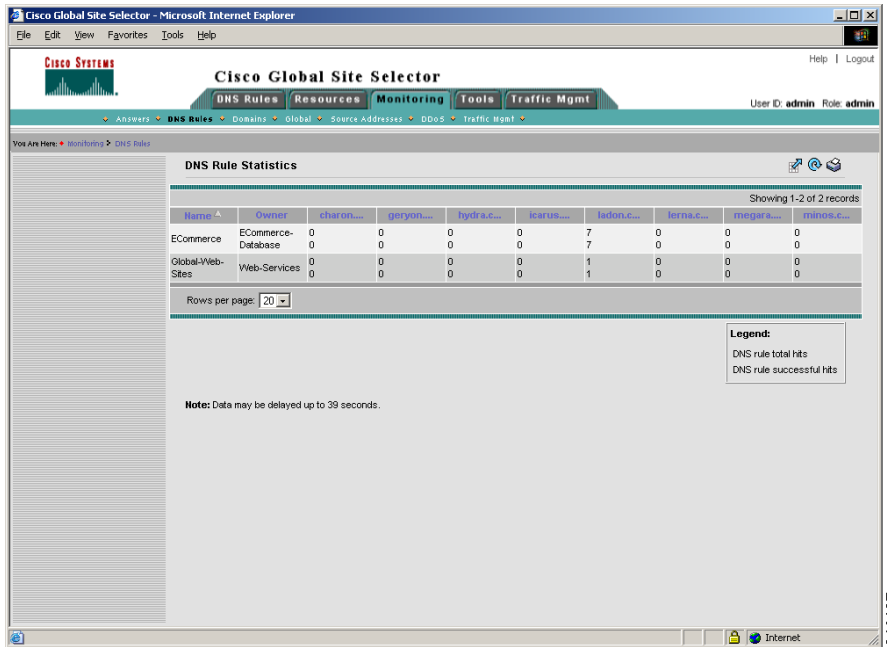 Cisco Global Site Selector - Microsoft Internet Explorer
File Edit View Favorites Tools Help
CISCO SYSTEMS
Help | Logout
Cisco Global Site Selector
DNS Rules Resources Monitoring Tools Traffic Mgmt
User ID: admin Role: admin
Answers DNS Rules Domains Global Source Addresses DDoS Traffic Mgmt
You Are Here: Monitoring DNS Rules
DNS Rule Statistics
Showing 1-2 of 2 records
Name Owner charon.... geryon.... hydra.c... icarus.... ladon.c... lerna.c... megara.... minos.c...
ECommerce ECommerce-Database 0 0 0 0 7 0 0 0
0 0 0 0 7 0 0 0
Global-Web-Sites Web-Services 0 0 0 0 1 0 0 0
0 0 0 0 1 0 0 0
Rows per page: 20
Legend:
DNS rule total hits
DNS rule successful hits
Note: Data may be delayed up to 39 seconds.
Internet